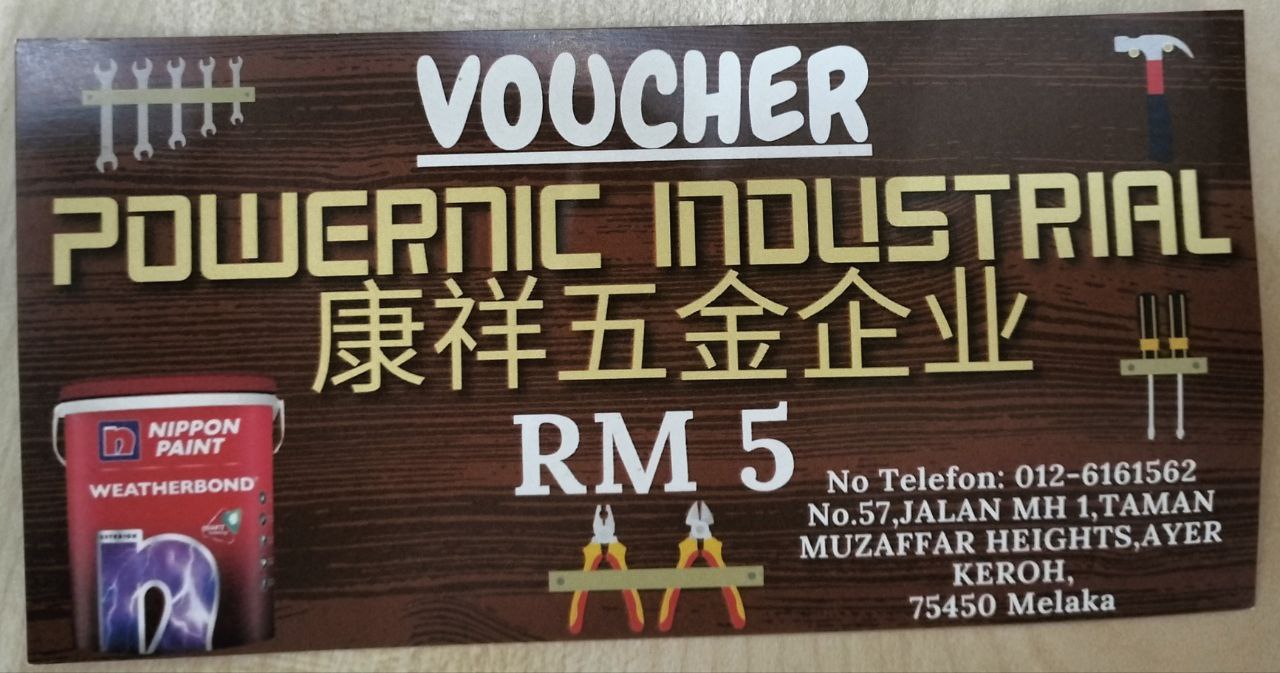 VOUCHER
POWERNIC INDUSTRIAL
康祥五金企业
RM 5
No Telefon: 012-6161562
No.57,JALAN MH 1,TAMAN
MUZAFFAR HEIGHTS,AYER
KEROH,
75450 Melaka
NIPPON
PAINT
WEATHERBOND
EXTERIOR